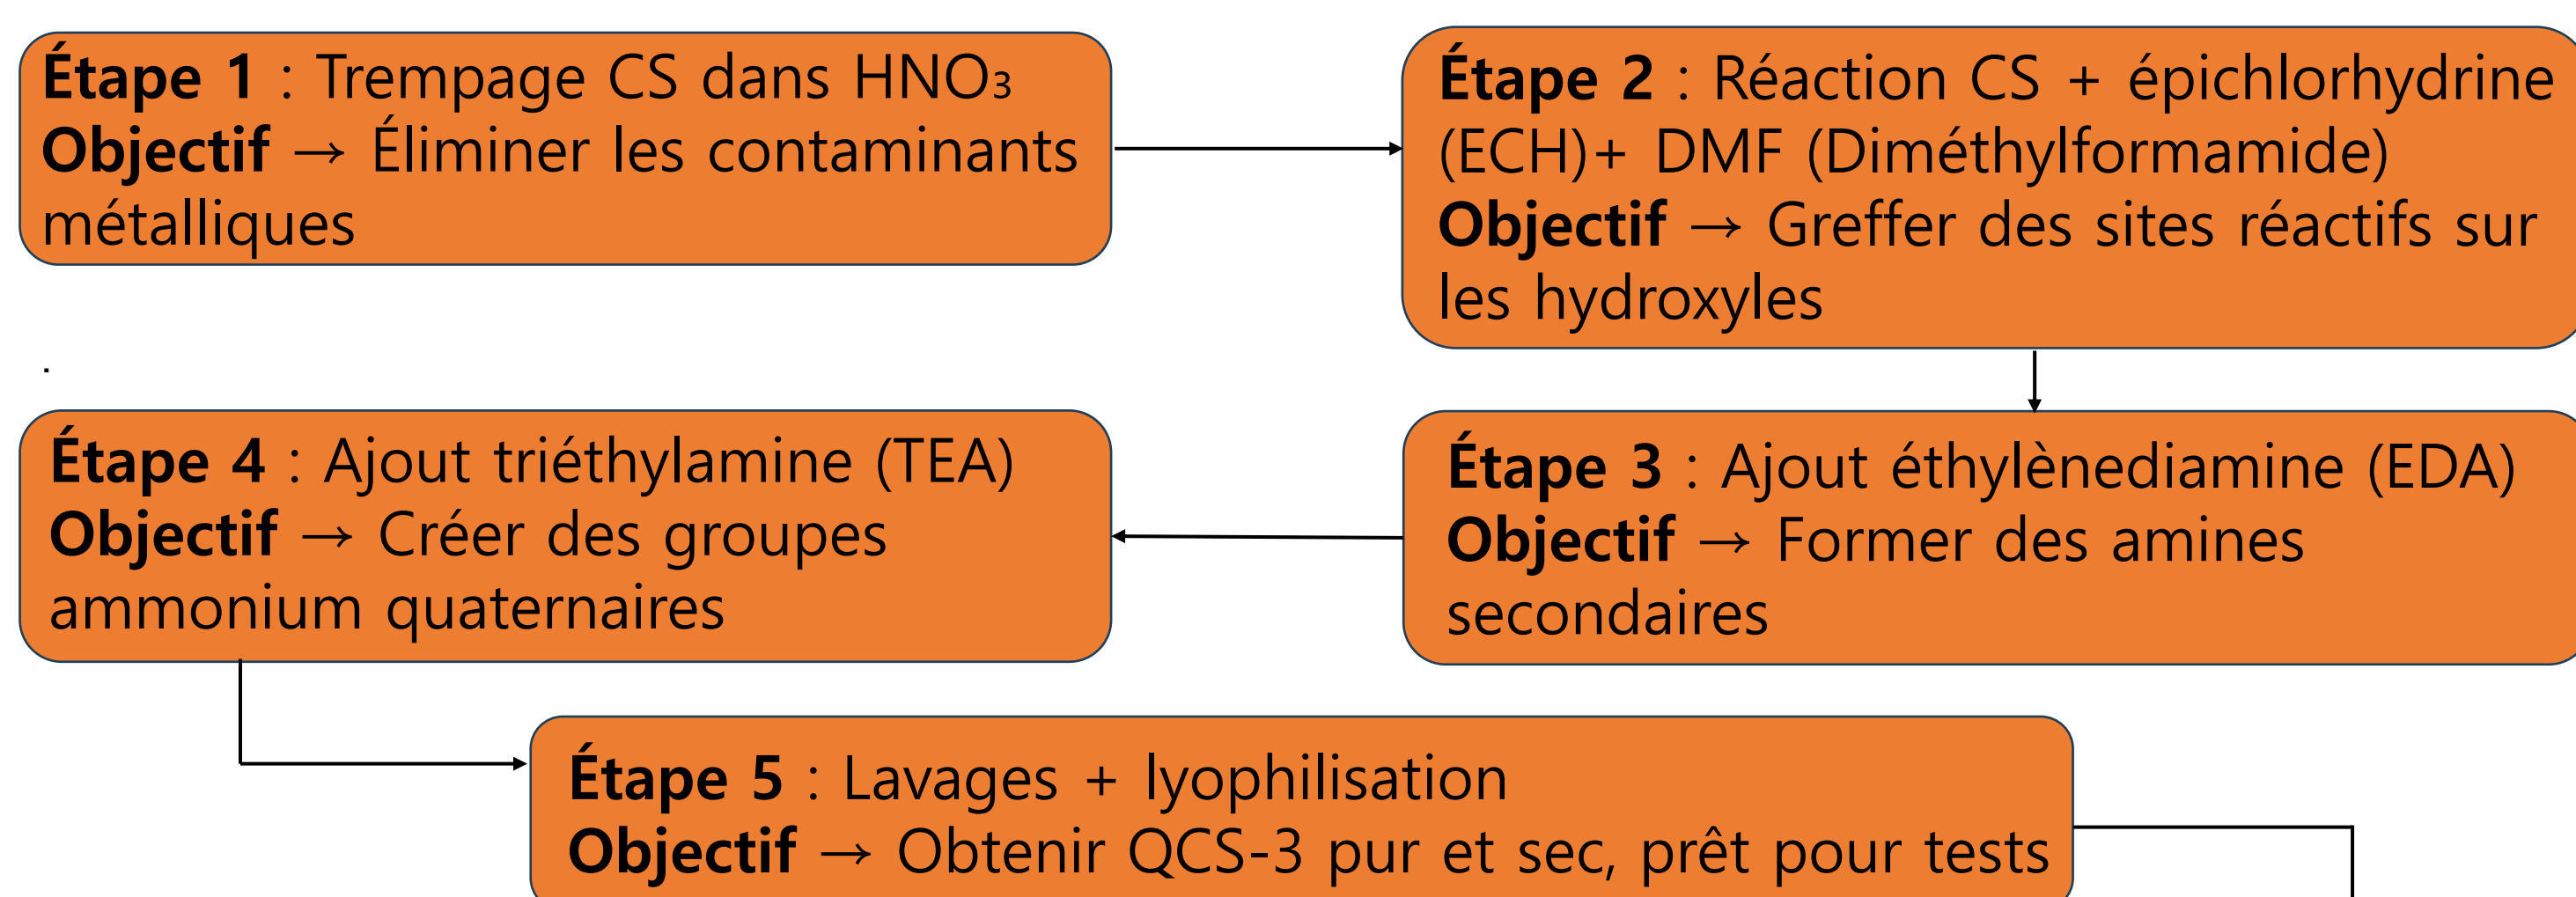 Étape 1 : Trempage CS dans HNO₃
Objectif → Éliminer les contaminants
métalliques
Étape 2 : Réaction CS + épichlorhydrine
(ECH)+ DMF (Diméthylformamide)
Objectif → Greffer des sites réactifs sur
les hydroxyles
.
Étape 3 : Ajout éthylènediamine (EDA)
Objectif → Former des amines
secondaires
Étape 4 : Ajout triéthylamine (TEA)
Objectif → Créer des groupes
ammonium quaternaires
Étape 5 : Lavages + lyophilisation
Objectif → Obtenir QCS-3 pur et sec, prêt pour tests